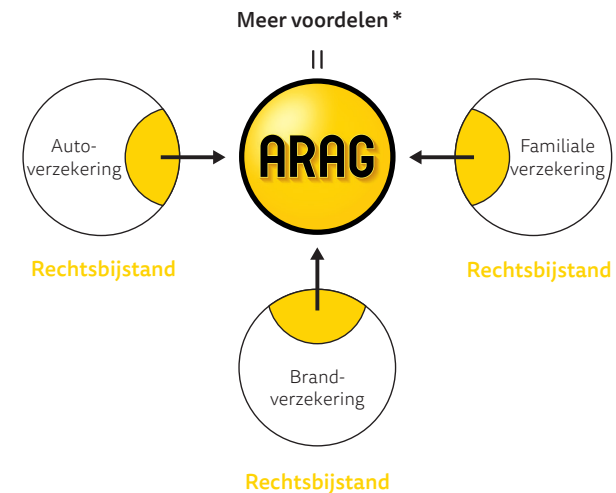 Meer voordelen *
Auto-
verzekering
ARAG
Familiale
verzekering
Rechtsbijstand
Rechtsbijstand
Brand-
verzekering
Rechtsbijstand